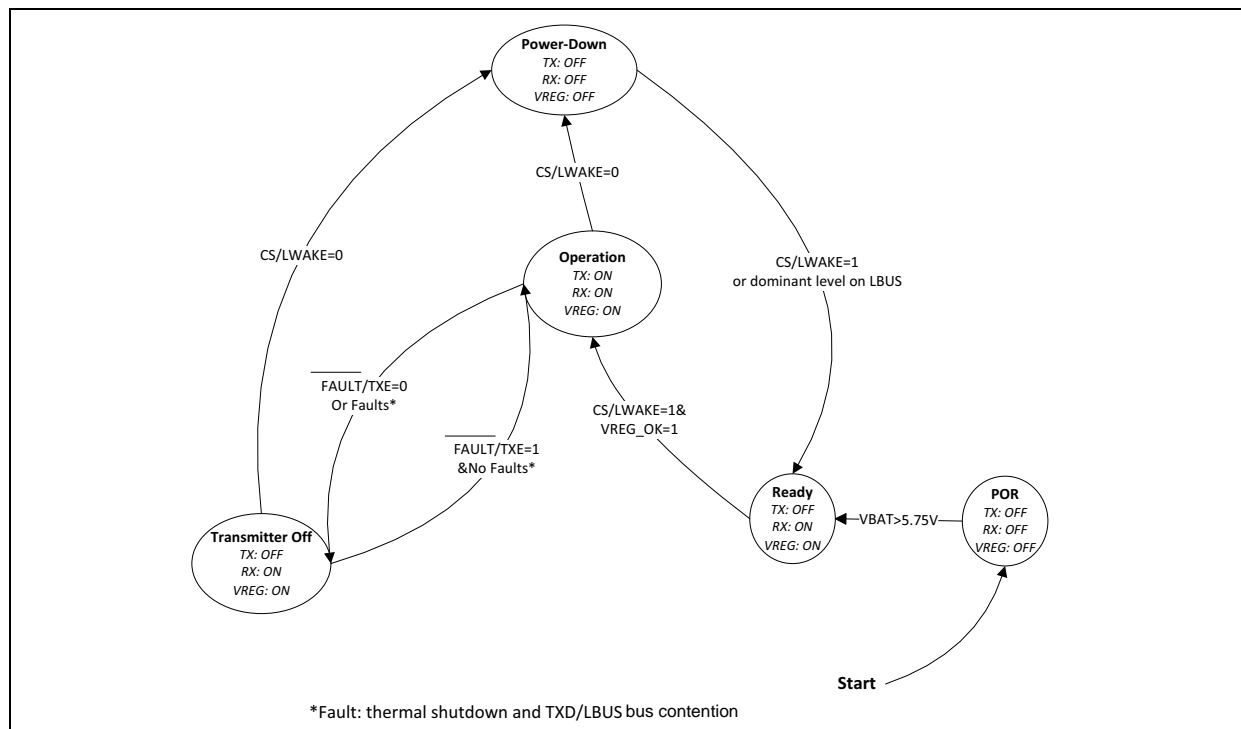 Power-Down
TX: OFF
RX: OFF
VREG: OFF
CS/LWAKE=0
CS/LWAKE=0
Operation
TX: ON
RX: ON
VREG: ON
CS/LWAKE=1
or dominant level on LBUS
FAULT/TXE=0
Or Faults*
CS/LWAKE=1&
VREG_OK=1
FAULT/TXE=1
&No Faults*
Ready
TX: OFF
RX: ON
VREG: ON
VBAT>5.75V
POR
TX: OFF
RX: OFF
VREG: OFF
Transmitter Off
TX: OFF
RX: ON
VREG: ON
Start
*Fault: thermal shutdown and TXD/LBUS bus contention